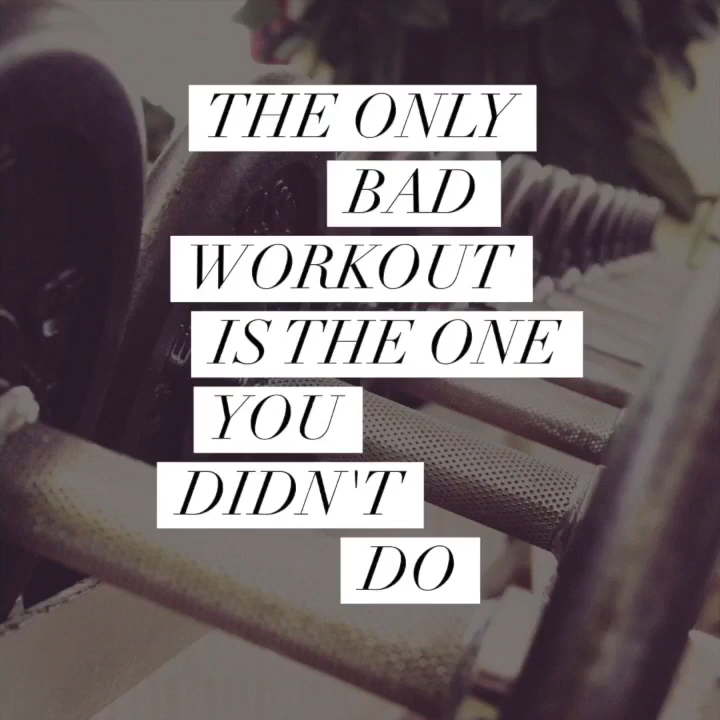 THE ONLY
BAD
WORKOUT
IS THE ONE
YOU
DIDN'T
DO